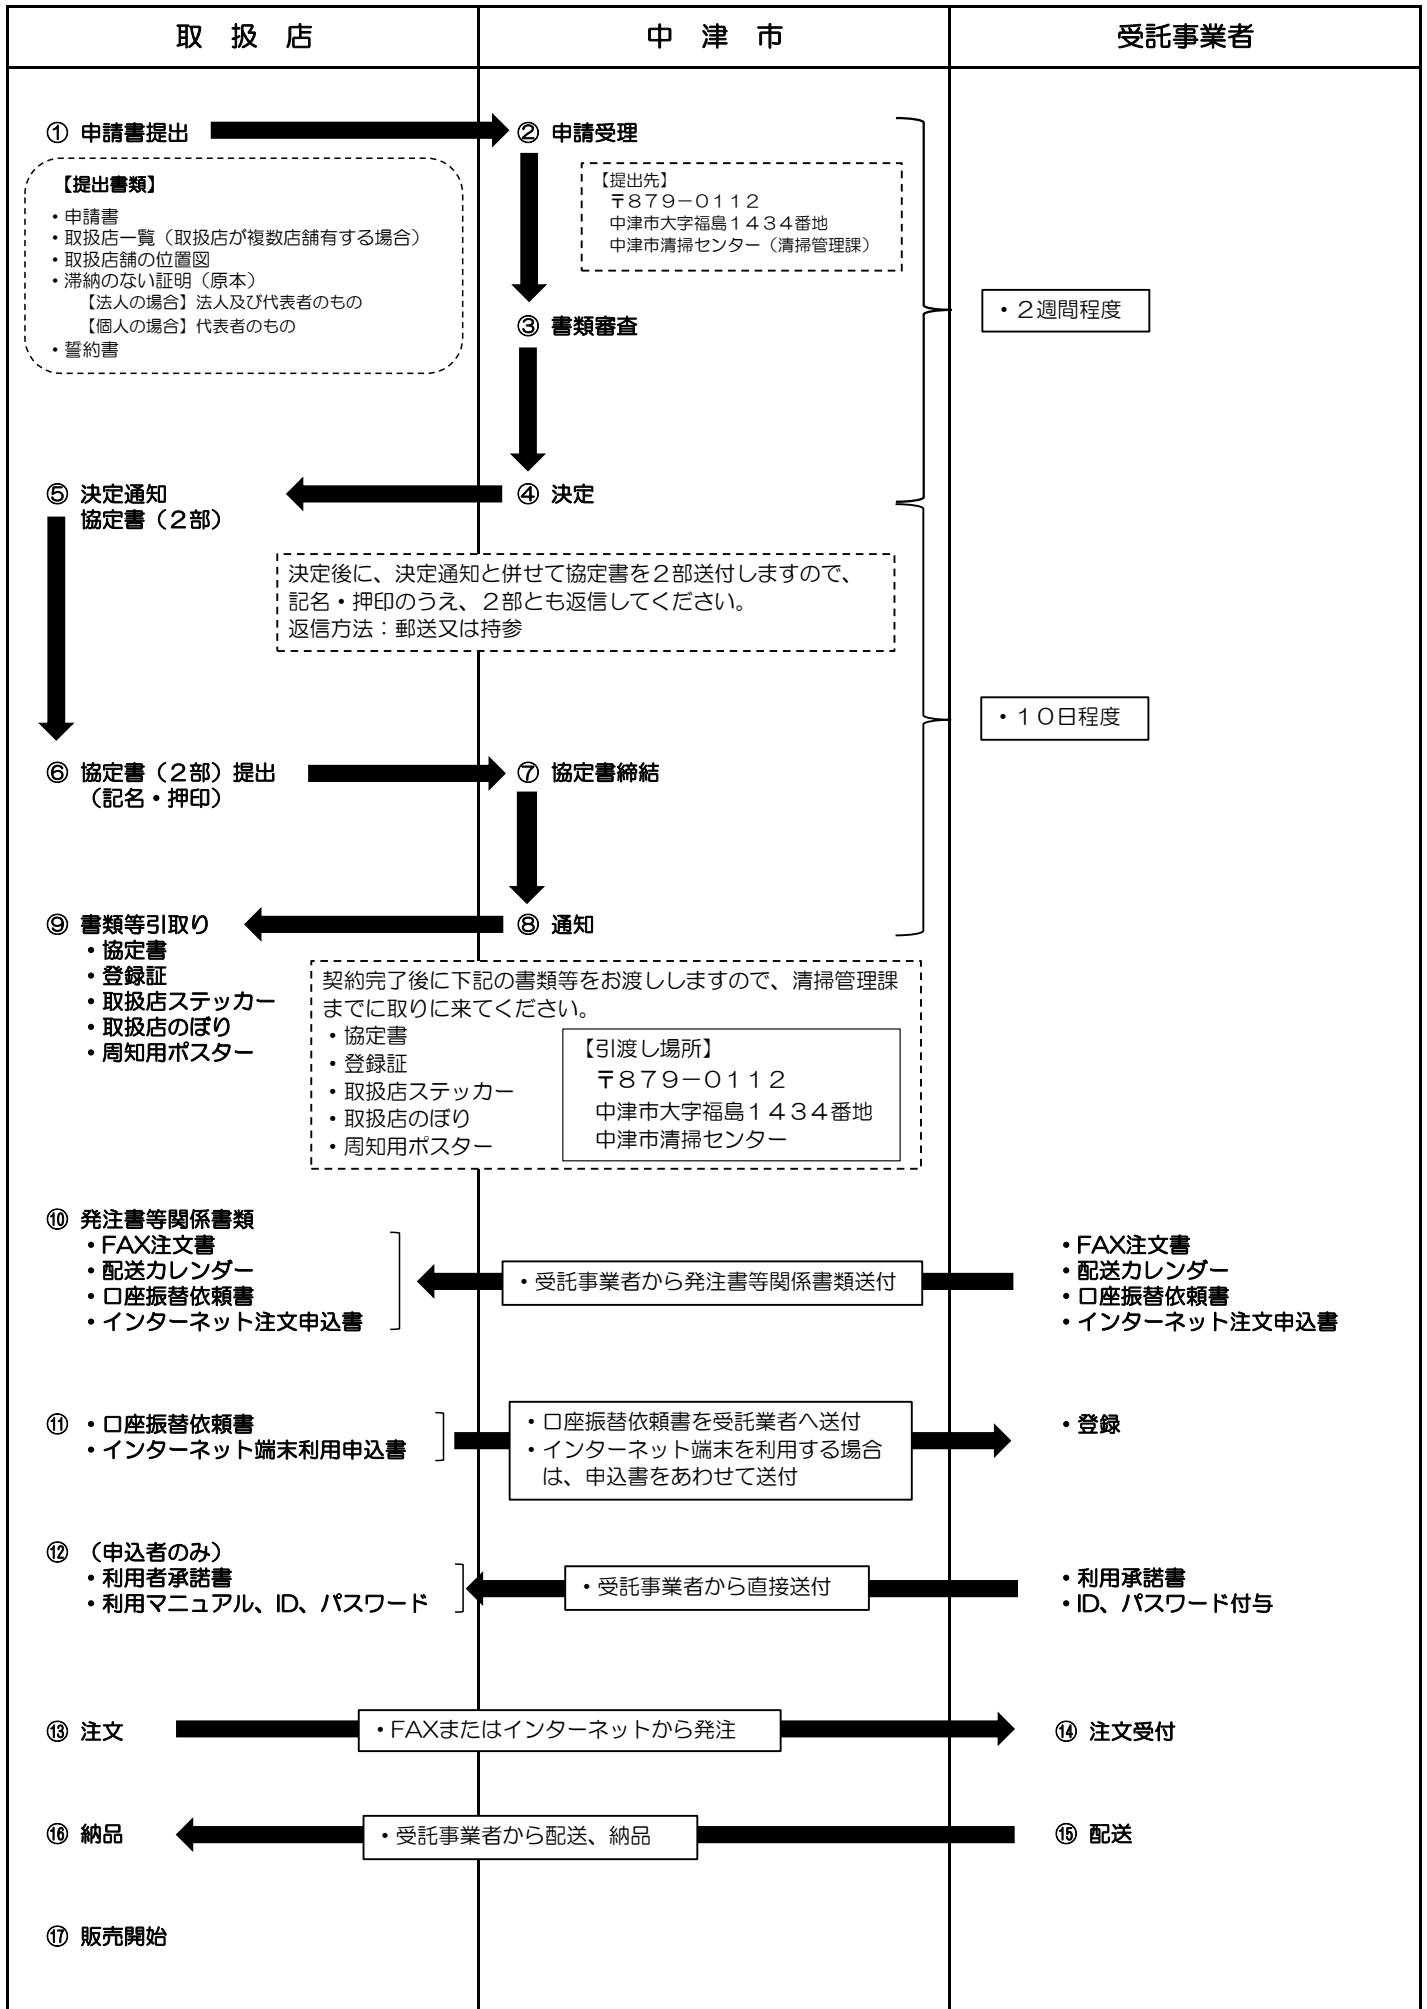 取　扱　店
中　津　市
受託事業者
① 申請書提出
② 申請受理
【提出書類】
・申請書
・取扱店一覧（取扱店が複数店舗有する場合）
・取扱店舗の位置図
・滞納のない証明（原本）
【法人の場合】法人及び代表者のもの
【個人の場合】代表者のもの
・誓約書
【提出先】
〒８７９－０１１２
中津市大字福島１４３４番地
中津市清掃センター（清掃管理課）
・２週間程度
③ 書類審査
⑤ 決定通知
協定書（２部）
④ 決定
決定後に、決定通知と併せて協定書を２部送付しますので、
記名・押印のうえ、２部とも返信してください。
返信方法：郵送又は持参
・１０日程度
⑥ 協定書（２部）提出
（記名・押印）
⑦ 協定書締結
⑨ 書類等引取り
・協定書
・登録証
・取扱店ステッカー
・取扱店のぼり
・周知用ポスター
⑧ 通知
契約完了後に下記の書類等をお渡ししますので、清掃管理課
までに取りに来てください。
・協定書
・登録証
・取扱店ステッカー
・取扱店のぼり
・周知用ポスター
【引渡し場所】
〒８７９－０１１２
中津市大字福島１４３４番地
中津市清掃センター
⑩ 発注書等関係書類
・FAX注文書
・配送カレンダー
・口座振替依頼書
・インターネット注文申込書
・受託事業者から発注書等関係書類送付
・FAX注文書
・配送カレンダー
・口座振替依頼書
・インターネット注文申込書
⑪ ・口座振替依頼書
・インターネット端末利用申込書
・口座振替依頼書を受託業者へ送付
・インターネット端末を利用する場合
は、申込書をあわせて送付
・登録
⑫ （申込者のみ）
・利用者承諾書
・利用マニュアル、ID、パスワード
・受託事業者から直接送付
・利用承諾書
・ID、パスワード付与
⑬ 注文
・FAXまたはインターネットから発注
⑭ 注文受付
⑯ 納品
・受託事業者から配送、納品
⑮ 配送
⑰ 販売開始